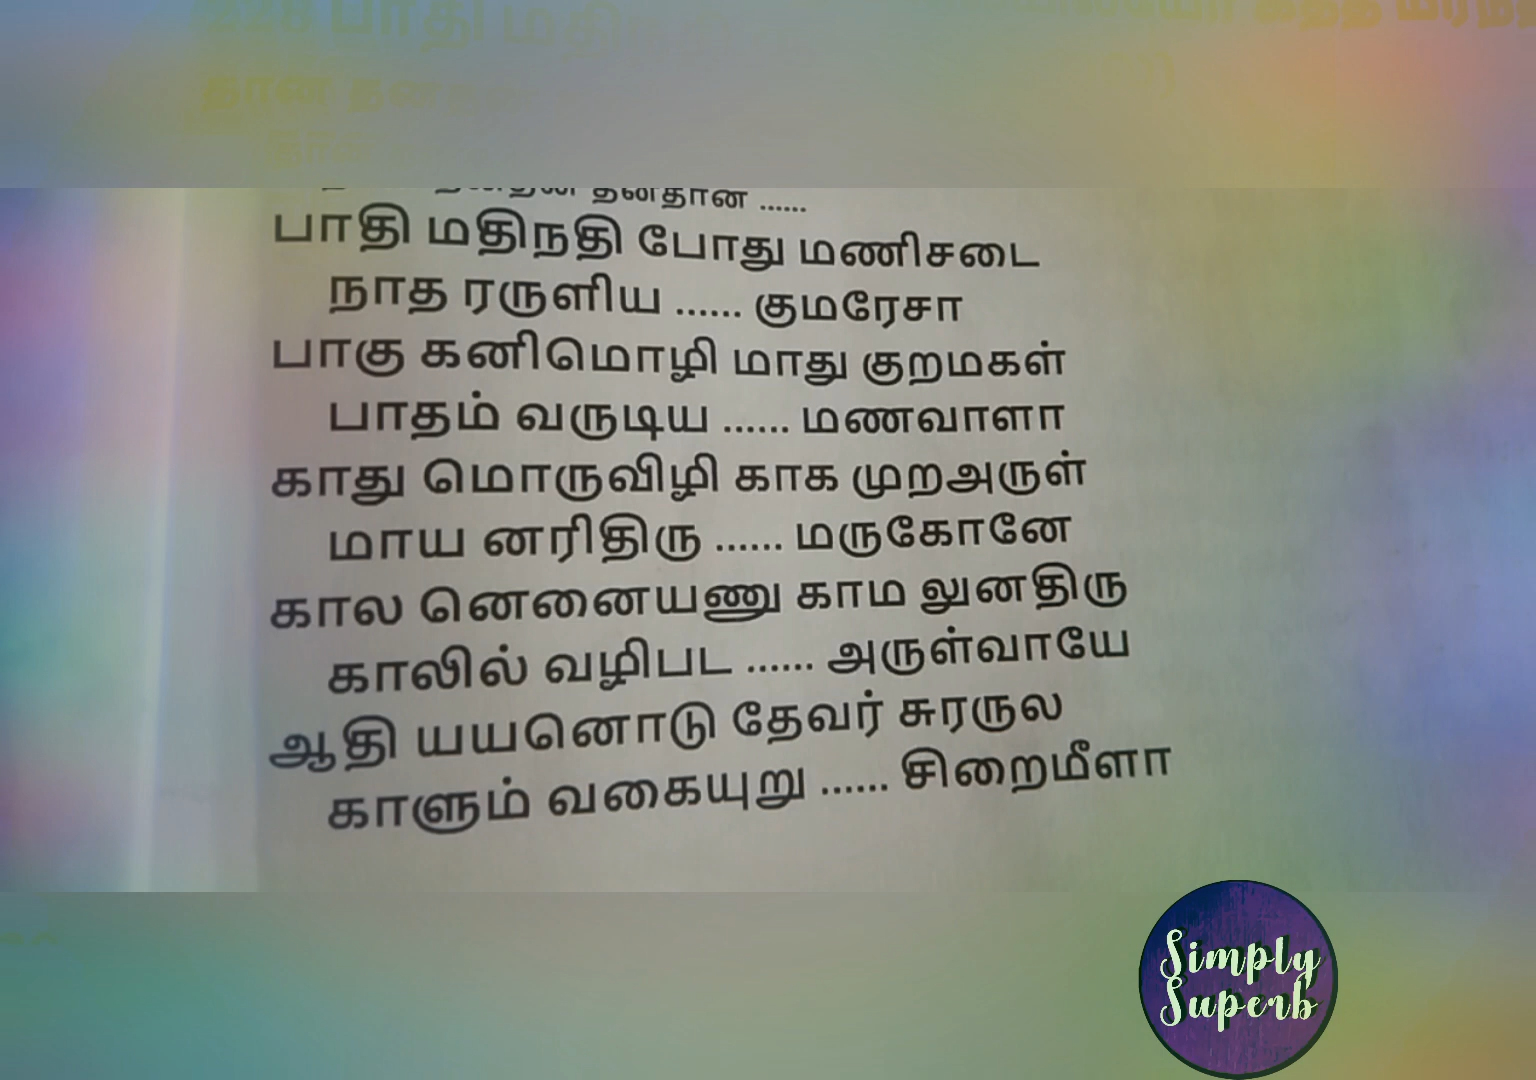 பாதி மதிநதி போது மணிசடை
நாத ரருளிய ...... குமரேசா
பாகு கனிமொழி மாது குறமகள்
பாதம் வருடிய ...... மணவாளா
காது மொருவிழி காக முறஅருள்
மாய னரிதிரு ...... மருகோனே
கால னெனையணு காம லுனதிரு
காலில் வழிபட ...... அருள்வாயே
ஆதி யயனொடு தேவர் சுரருல
காளும் வகையுறு ...... சிறைமீளா
Simply
Superb